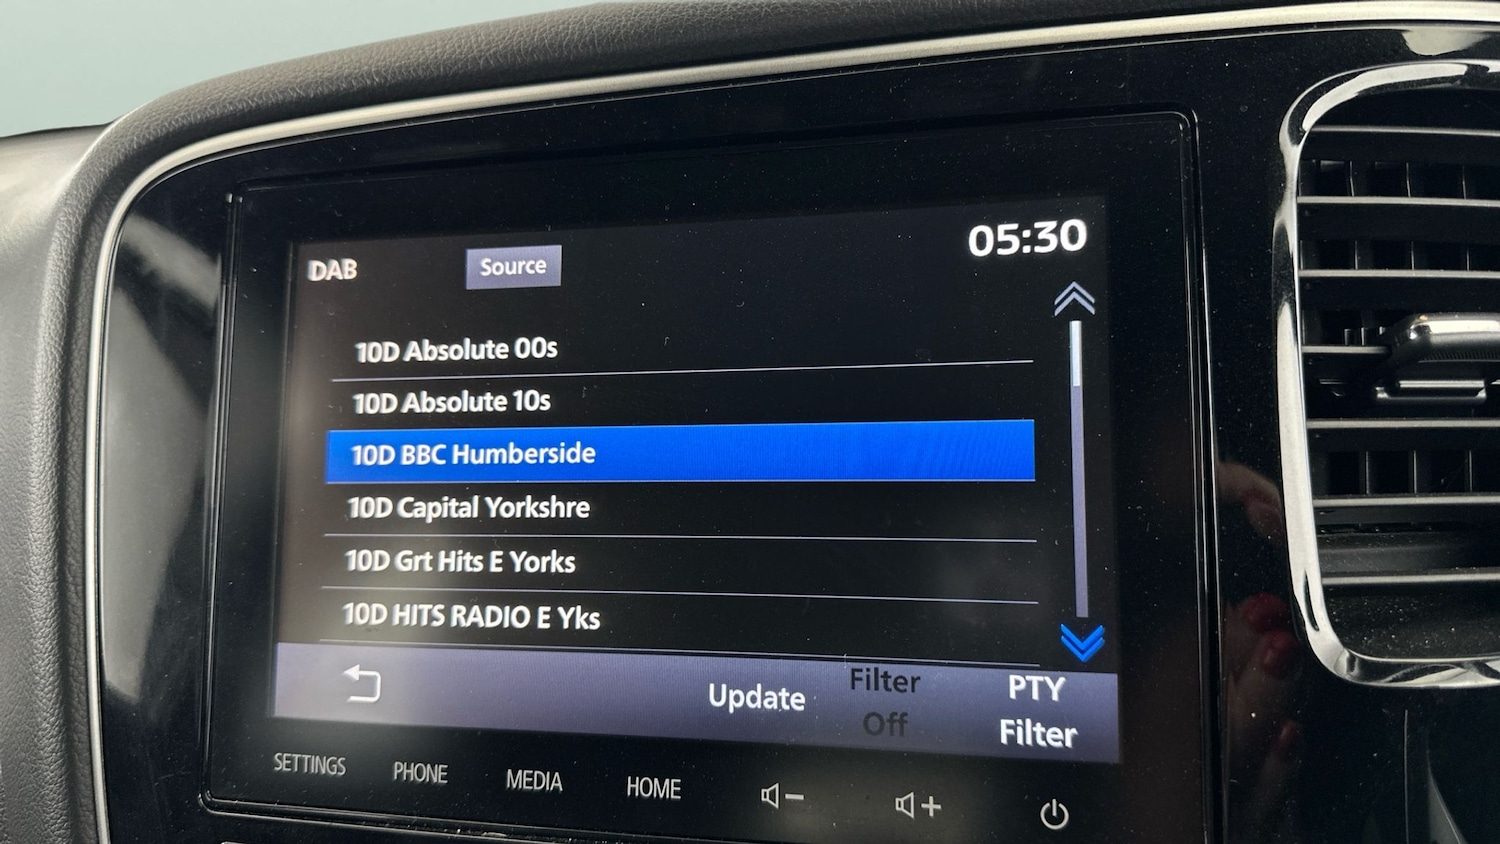 DAB
Source
05:30
10D Absolute 00s
10D Absolute 10s
10D BBC Humberside
10D Capital Yorkshre
10D Grt Hits E Yorks
10D HITS RADIO E Yks
Update
Filter
Off
PTY
Filter
SETTINGS
PHONE
MEDIA
HOME